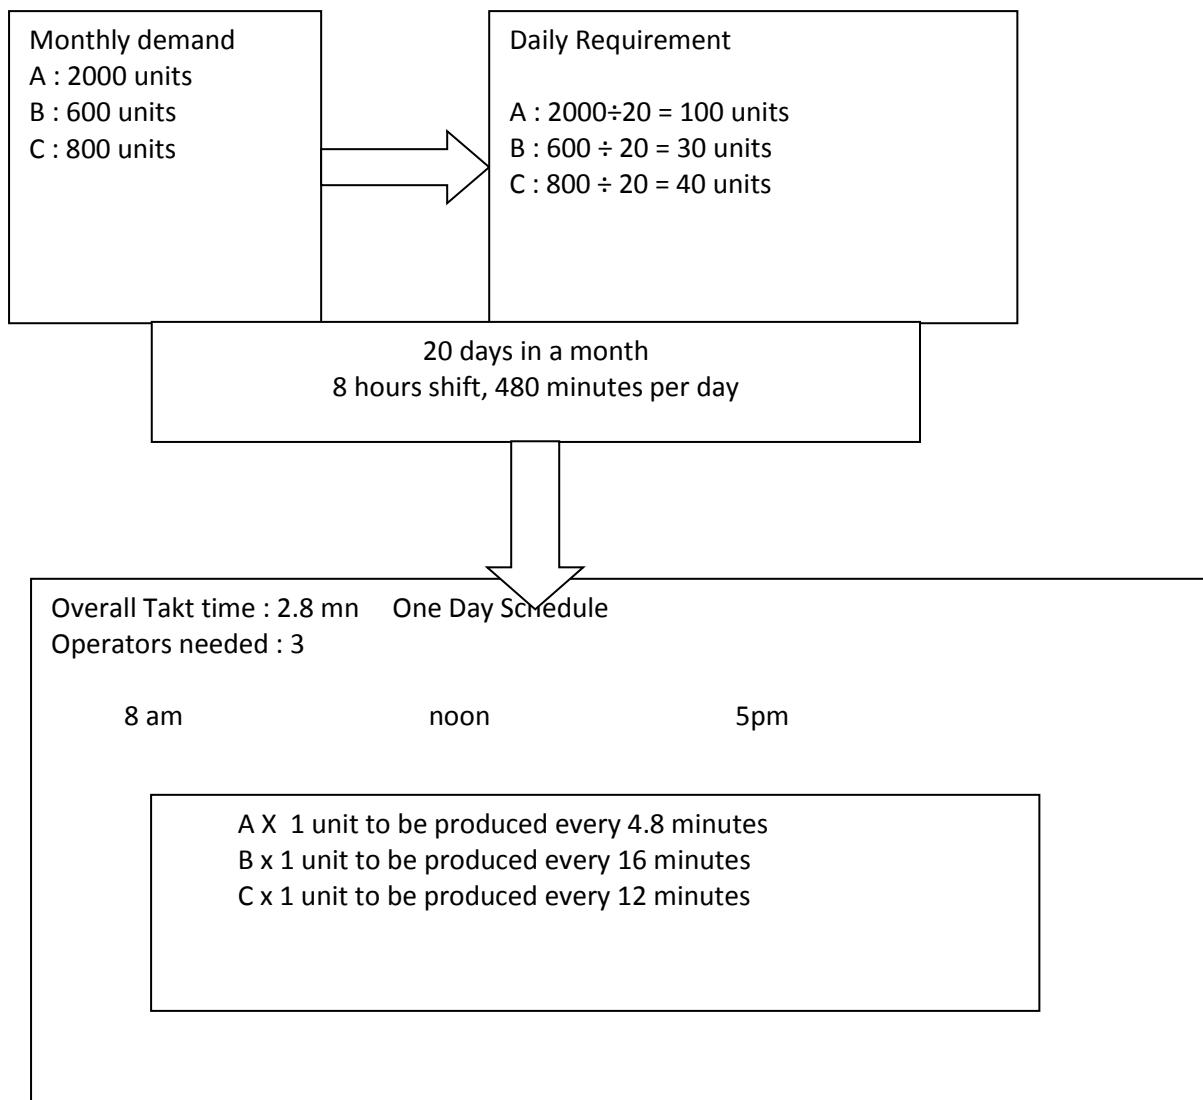 Monthly demand
A : 2000 units
B : 600 units
C : 800 units
Daily Requirement
A : 2000÷20 = 100 units
B : 600 ÷ 20 = 30 units
C : 800 ÷ 20 = 40 units
20 days in a month
8 hours shift, 480 minutes per day
Overall Takt time : 2.8 mn One Day Schedule
Operators needed : 3
8 am noon 5pm
A X 1 unit to be produced every 4.8 minutes
B x 1 unit to be produced every 16 minutes
C x 1 unit to be produced every 12 minutes